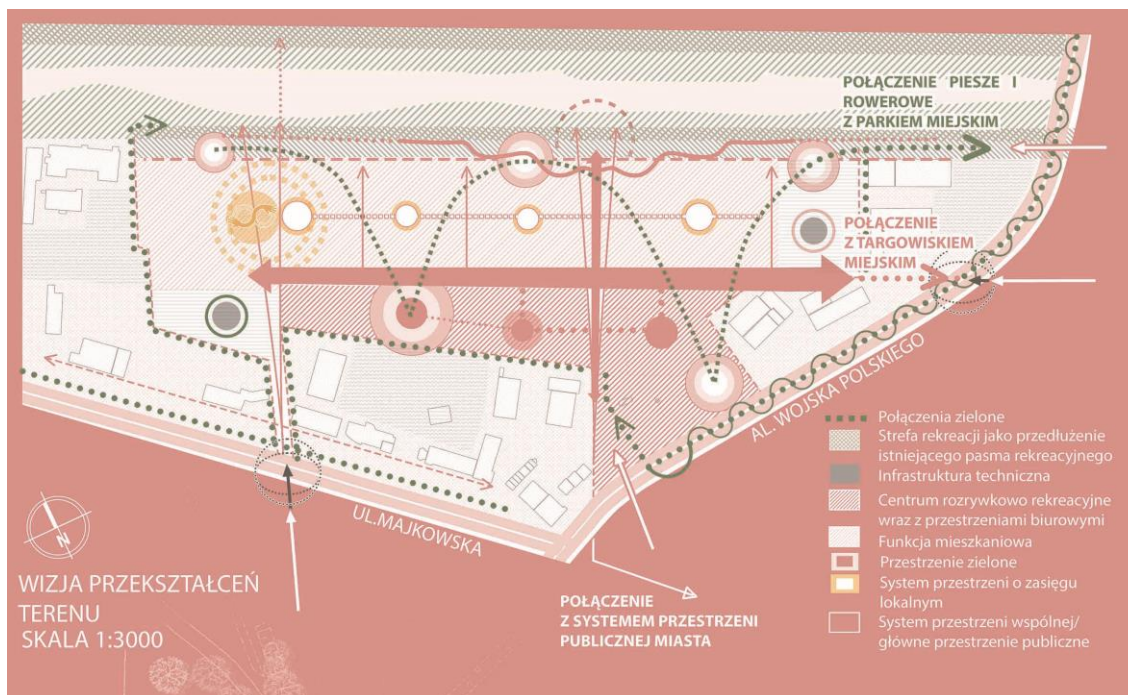 POŁĄCZENIE PIESZE I
ROWEROWE
Z PARKIEM MIEJSKIM
POŁĄCZENIE
Z TARGOWISKIEM
MIEJSKIM
AL. WOJSKA POLSKIEGO
UL.MAJKOWSKA
N
WIZJA PRZEKSZTAŁCEŃ
TERENU
SKALA 1:3000
POŁĄCZENIE
Z SYSTEMEM PRZESTRZENI
PUBLICZNEJ MIASTA
Połączenia zielone
Strefa rekreacji jako przedłużenie
istniejącego pasma rekreacyjnego
Infrastruktura techniczna
Centrum rozrywkowo rekreacyjne
wraz z przestrzeniami biurowymi
Funkcja mieszkaniowa
Przestrzenie zielone
System przestrzeni o zasięgu
lokalnym
System przestrzeni wspólnej/
główne przestrzenie publiczne